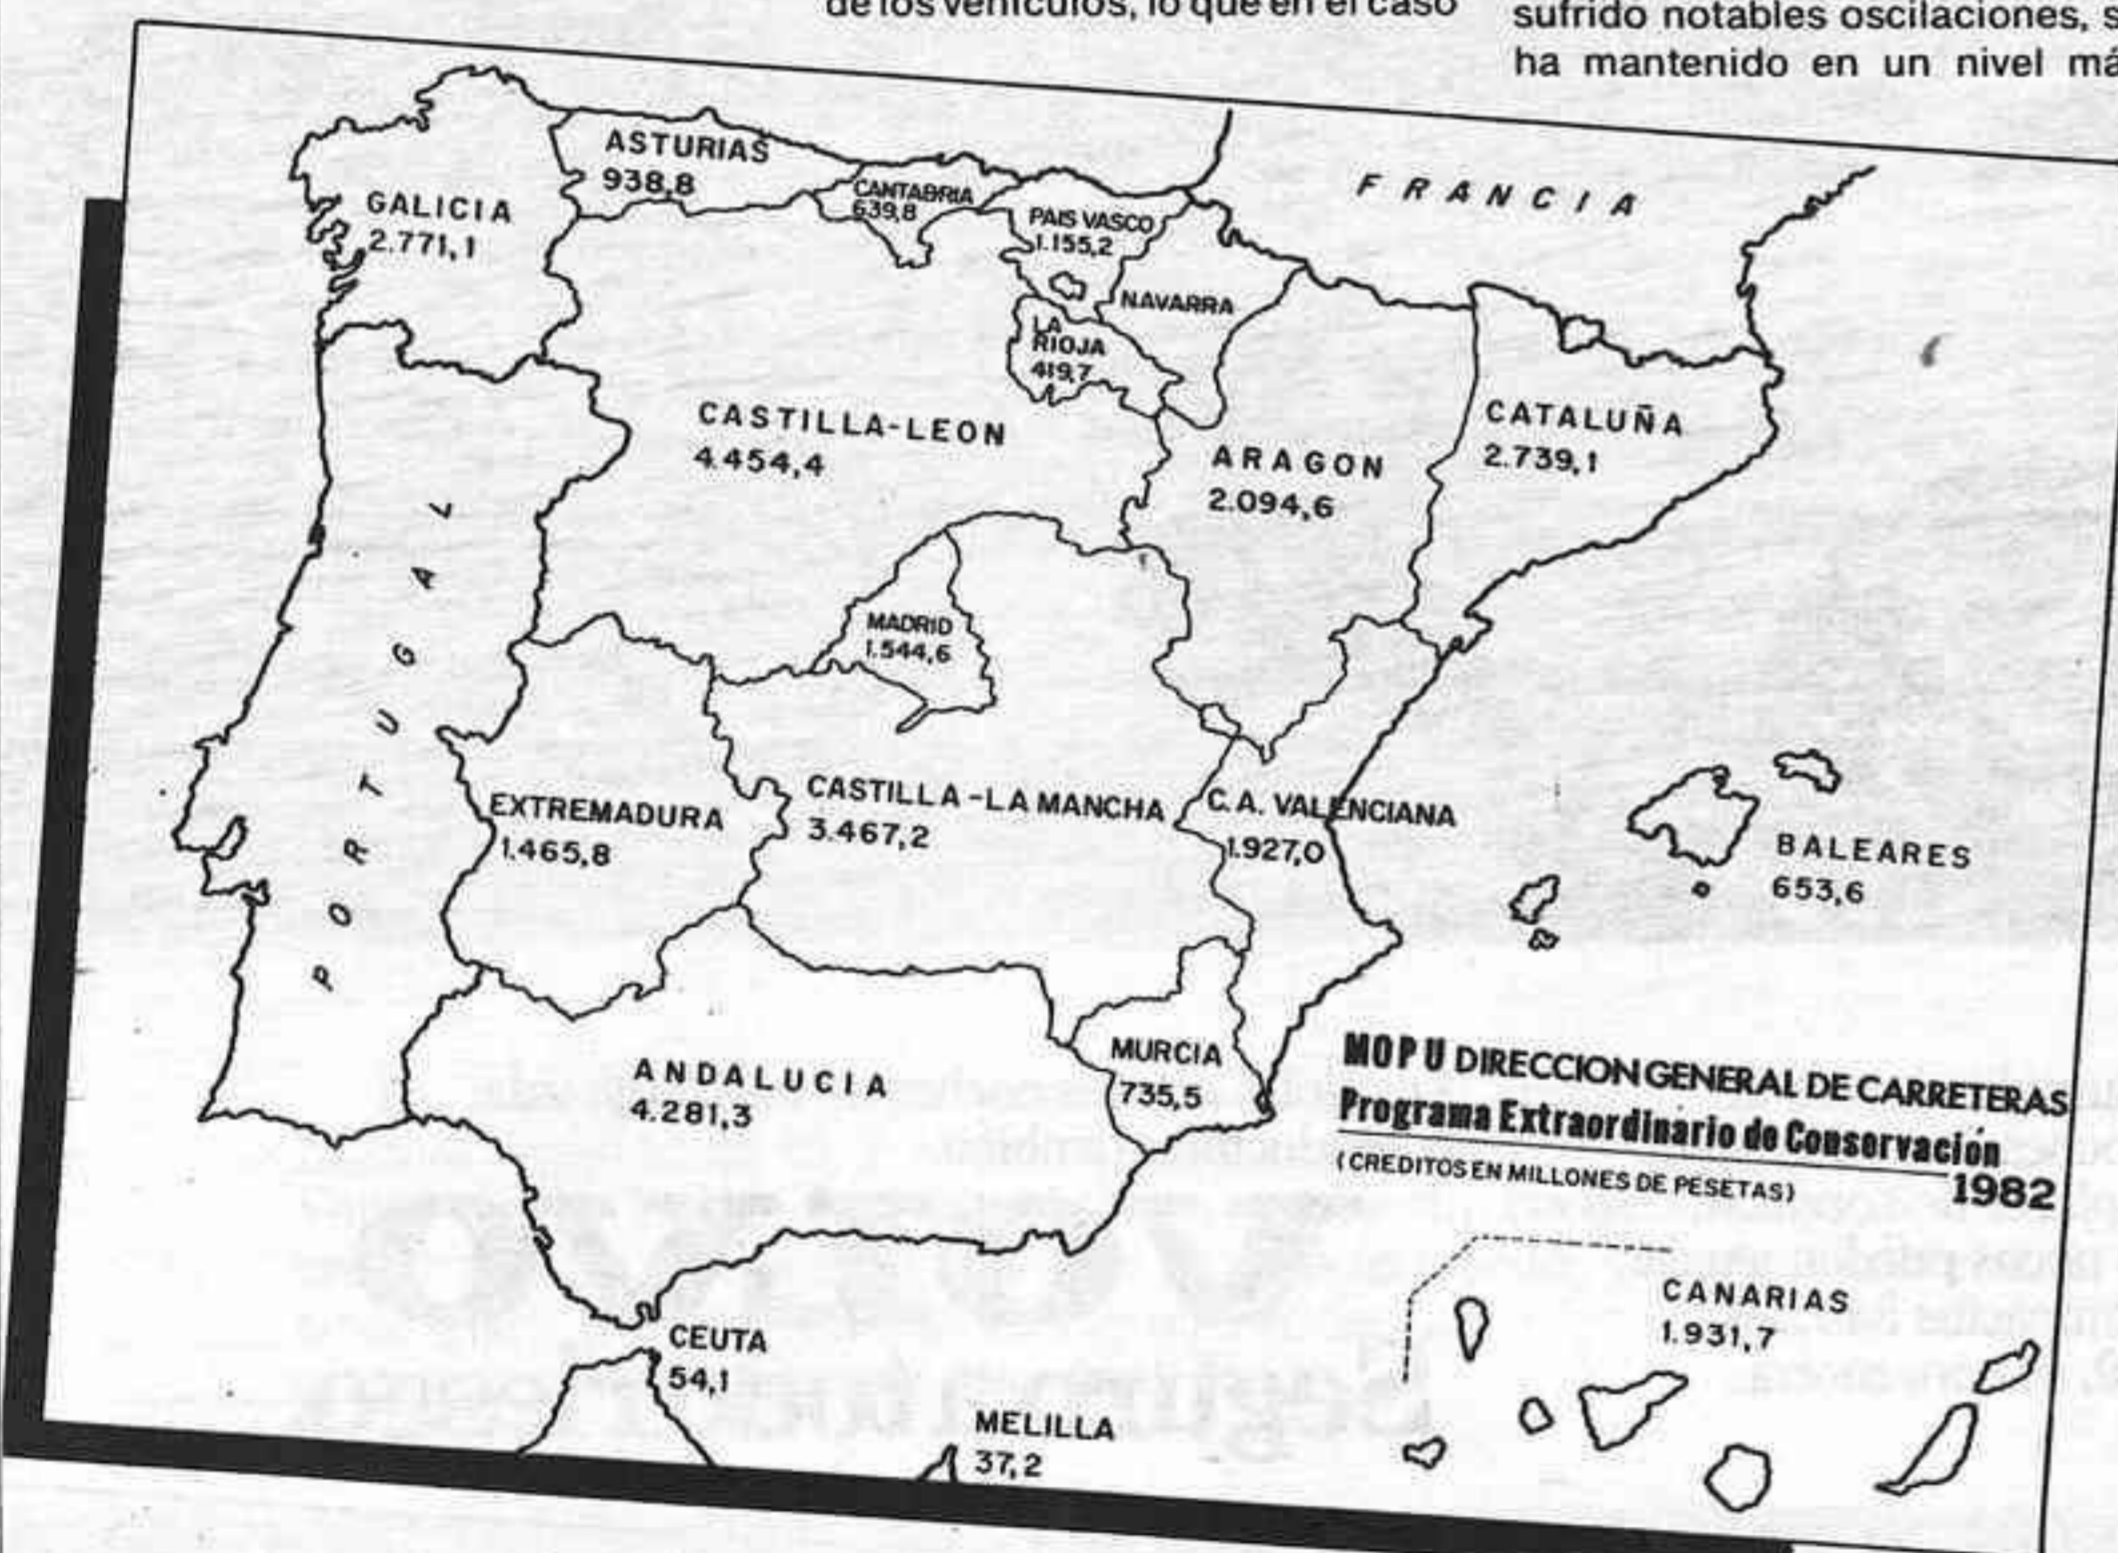 de los vehículos, lo que en el caso
sufrido notables oscilaciones, s
ha mantenido en un nivel má
ASTURIAS
938,8
CANTABRIA
639,8
PAIS VASCO
1.155,2
FRANCIA
GALICIA
2.771,1
NAVARRA
LA
RIOJA
419,7
CASTILLA-LEON
4.454,4
ARAGON
2.094,6
CATALUÑA
2.739,1
MADRID
1.544,6
PORTUGAL
EXTREMADURA
1.465,8
CASTILLA-LA MANCHA
3.467,2
C.A. VALENCIANA
1.927,0
BALEARES
653,6
ANDALUCIA
4.281,3
MURCIA
735,5
MOPU DIRECCION GENERAL DE CARRETERAS
Programa Extraordinario de Conservación
(CREDITOS EN MILLONES DE PESETAS) 1982
CANARIAS
1.931,7
CEUTA
54,1
MELILLA
37,2